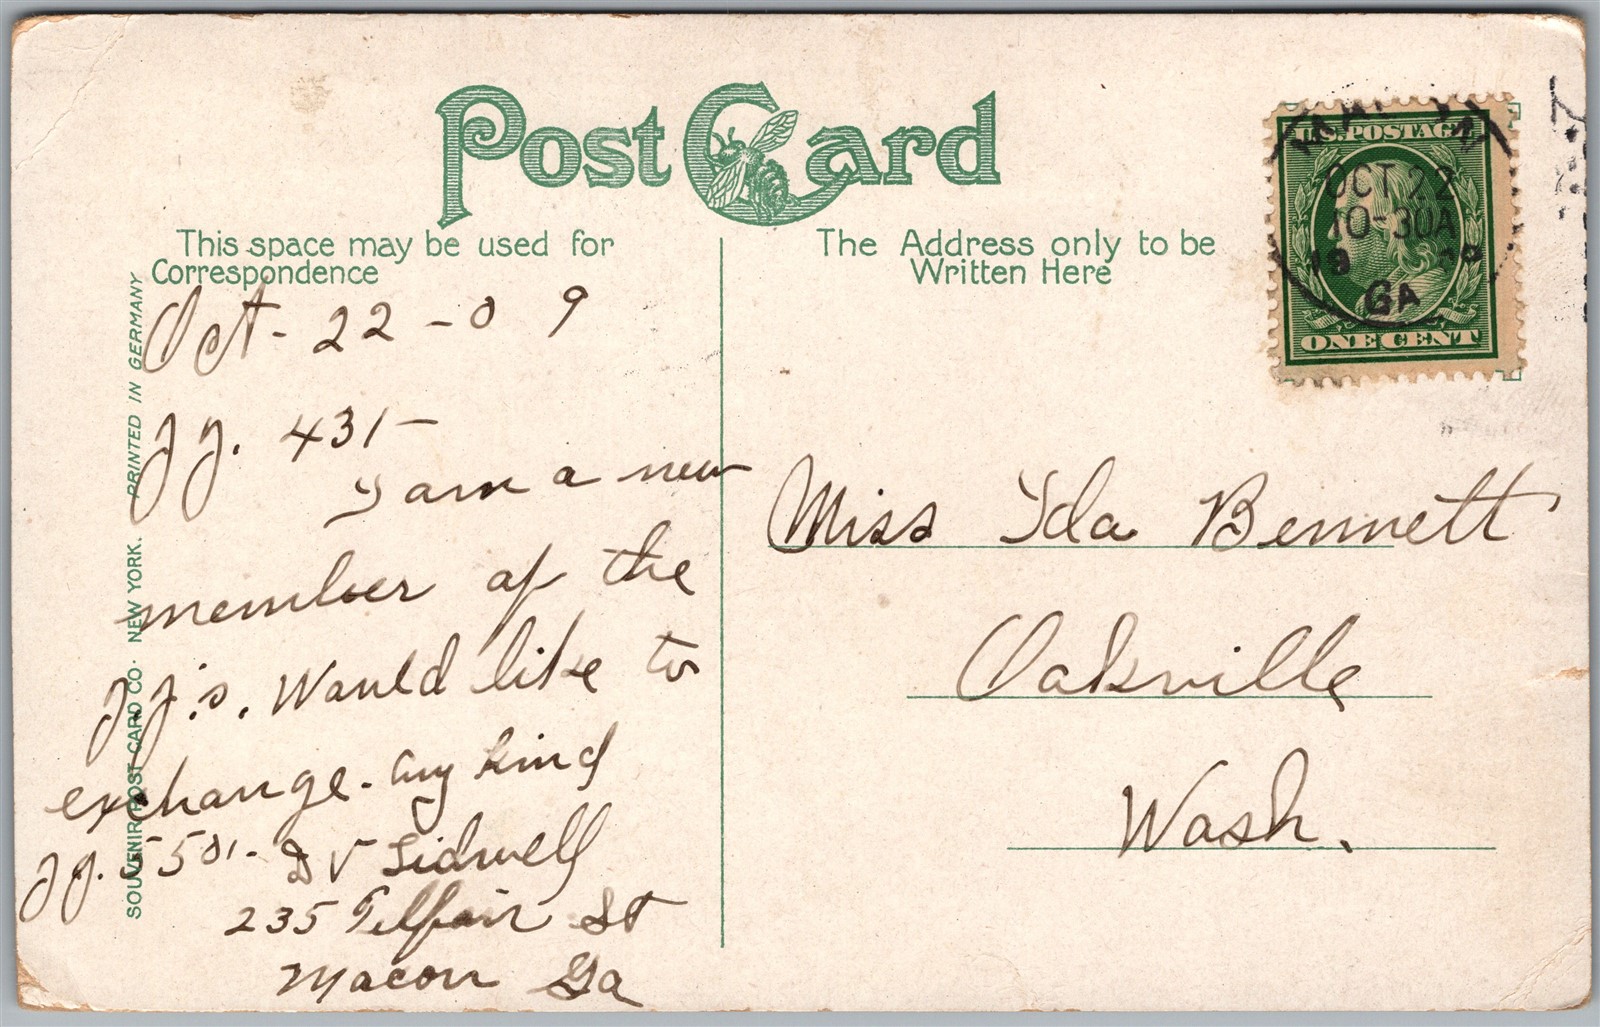 Post Card
This space may be used for
Correspondence
The Address only to be
Written Here
U.S. POSTAGE
ONE CENT
OCT 22
10-30A
GA
PRINTED IN GERMANY
SOUVENIR POST CARD CO. NEW YORK.
Oct- 22 - 09
J J. 431-
I am a new
member of the
J.J.'s. Would like to
exchange. any kind
J J. 5501- D V Sidwell
235 Telfair St
Macon Ga
Miss Ida Bennett
Oakville
Wash.